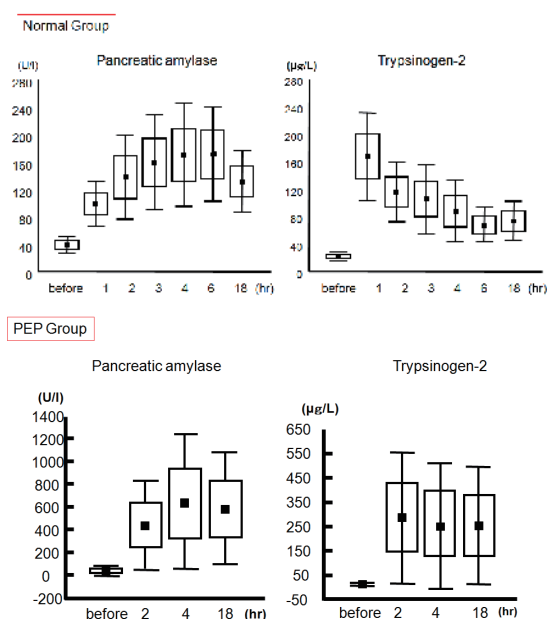 Normal Group
Pancreatic amylase
(U/l)
280
240
200
160
120
80
40
0
before 1 2 3 4 6 18 (hr)
Trypsinogen-2
(µg/L)
280
240
200
160
120
80
40
0
before 1 2 3 4 6 18 (hr)
PEP Group
Pancreatic amylase
(U/l)
1400
1200
1000
800
600
400
200
0
-200
before 2 4 18 (hr)
Trypsinogen-2
(µg/L)
650
550
450
350
250
150
50
-50
before 2 4 18 (hr)